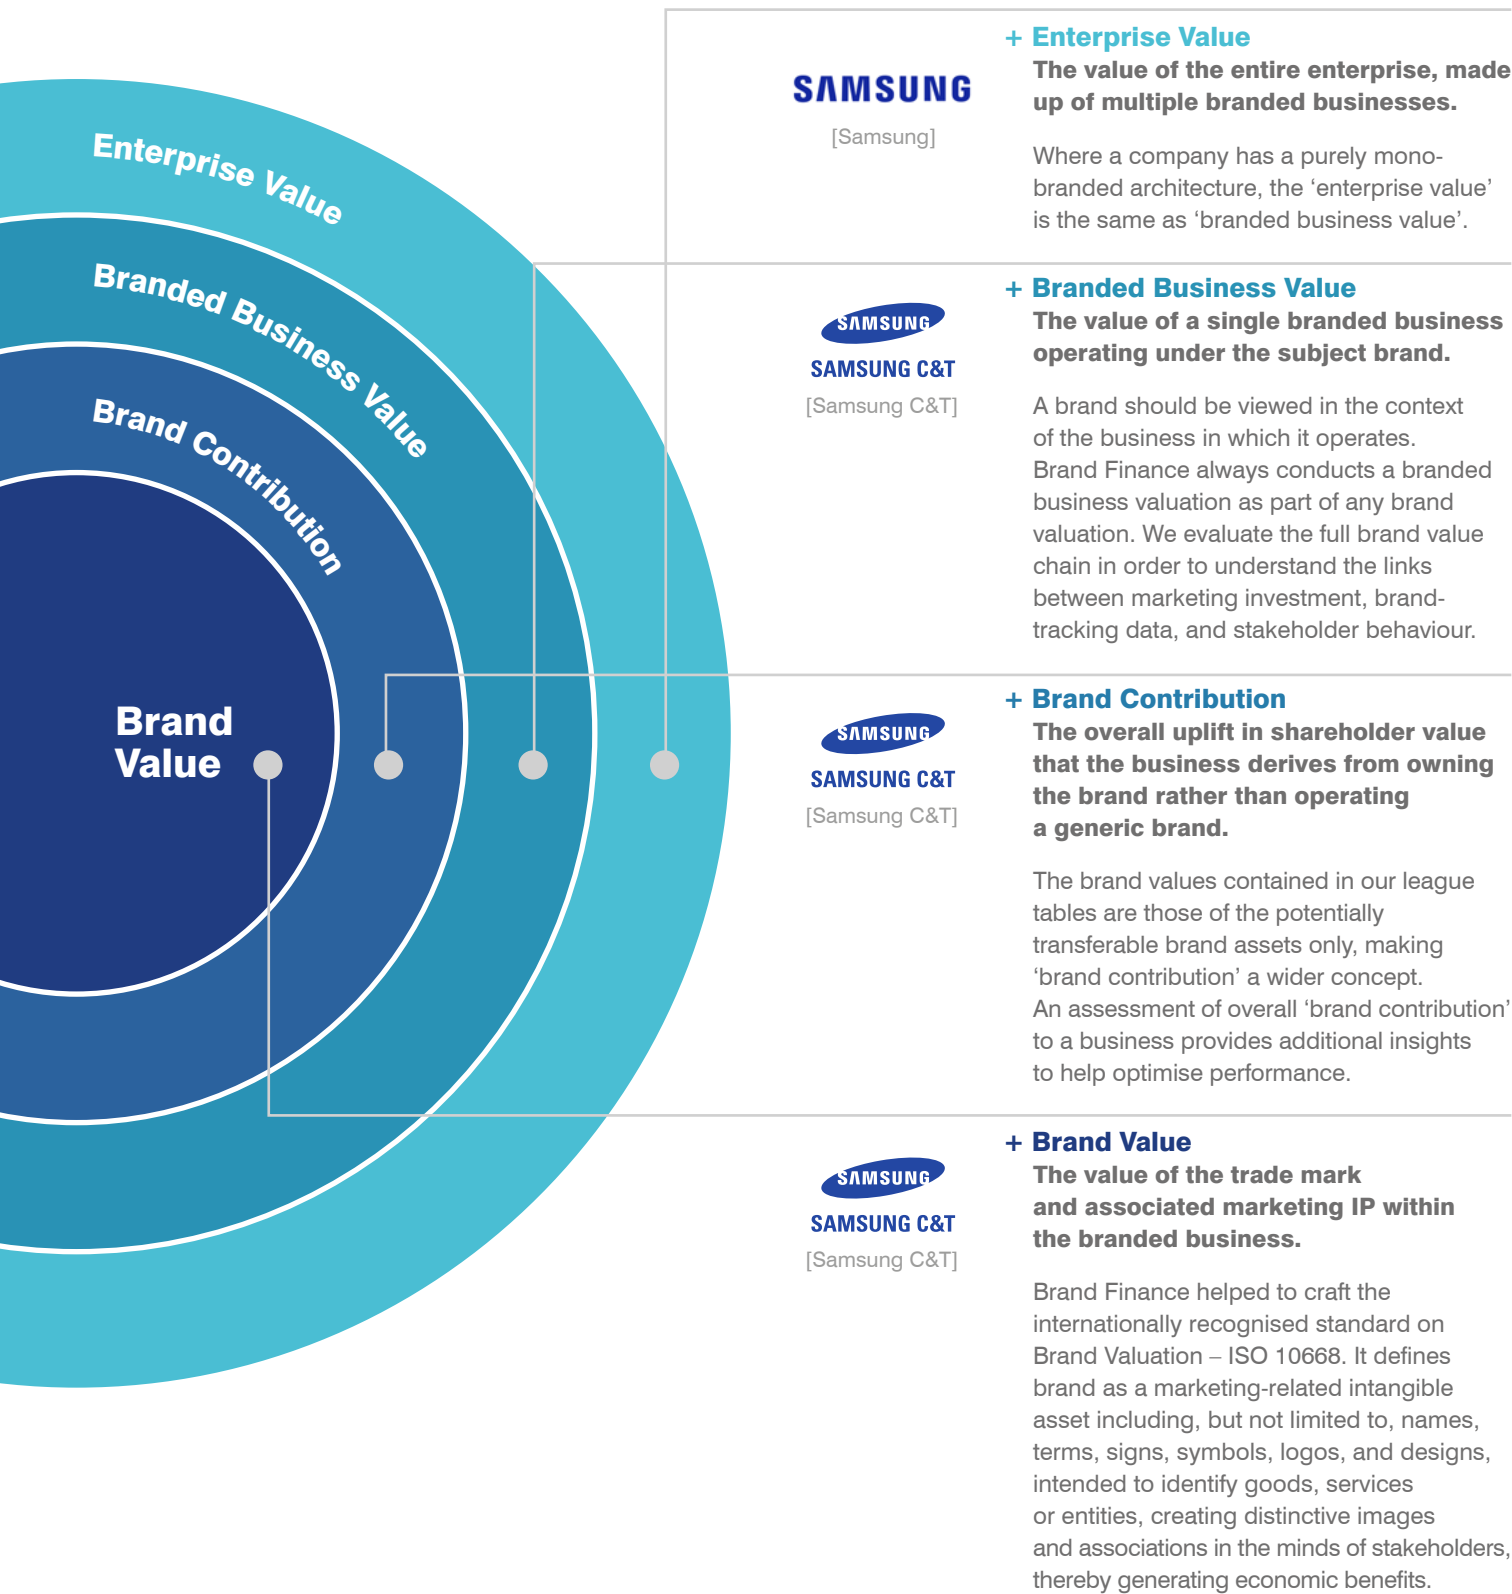 Enterprise Value
Branded Business Value
Brand Contribution
Brand
Value
SAMSUNG
[Samsung]
+ Enterprise Value
The value of the entire enterprise, made
up of multiple branded businesses.
Where a company has a purely mono-
branded architecture, the ‘enterprise value’
is the same as ‘branded business value’.
SAMSUNG
SAMSUNG C&T
[Samsung C&T]
+ Branded Business Value
The value of a single branded business
operating under the subject brand.
A brand should be viewed in the context
of the business in which it operates.
Brand Finance always conducts a branded
business valuation as part of any brand
valuation. We evaluate the full brand value
chain in order to understand the links
between marketing investment, brand-
tracking data, and stakeholder behaviour.
SAMSUNG
SAMSUNG C&T
[Samsung C&T]
+ Brand Contribution
The overall uplift in shareholder value
that the business derives from owning
the brand rather than operating
a generic brand.
The brand values contained in our league
tables are those of the potentially
transferable brand assets only, making
‘brand contribution’ a wider concept.
An assessment of overall ‘brand contribution’
to a business provides additional insights
to help optimise performance.
SAMSUNG
SAMSUNG C&T
[Samsung C&T]
+ Brand Value
The value of the trade mark
and associated marketing IP within
the branded business.
Brand Finance helped to craft the
internationally recognised standard on
Brand Valuation – ISO 10668. It defines
brand as a marketing-related intangible
asset including, but not limited to, names,
terms, signs, symbols, logos, and designs,
intended to identify goods, services
or entities, creating distinctive images
and associations in the minds of stakeholders,
thereby generating economic benefits.